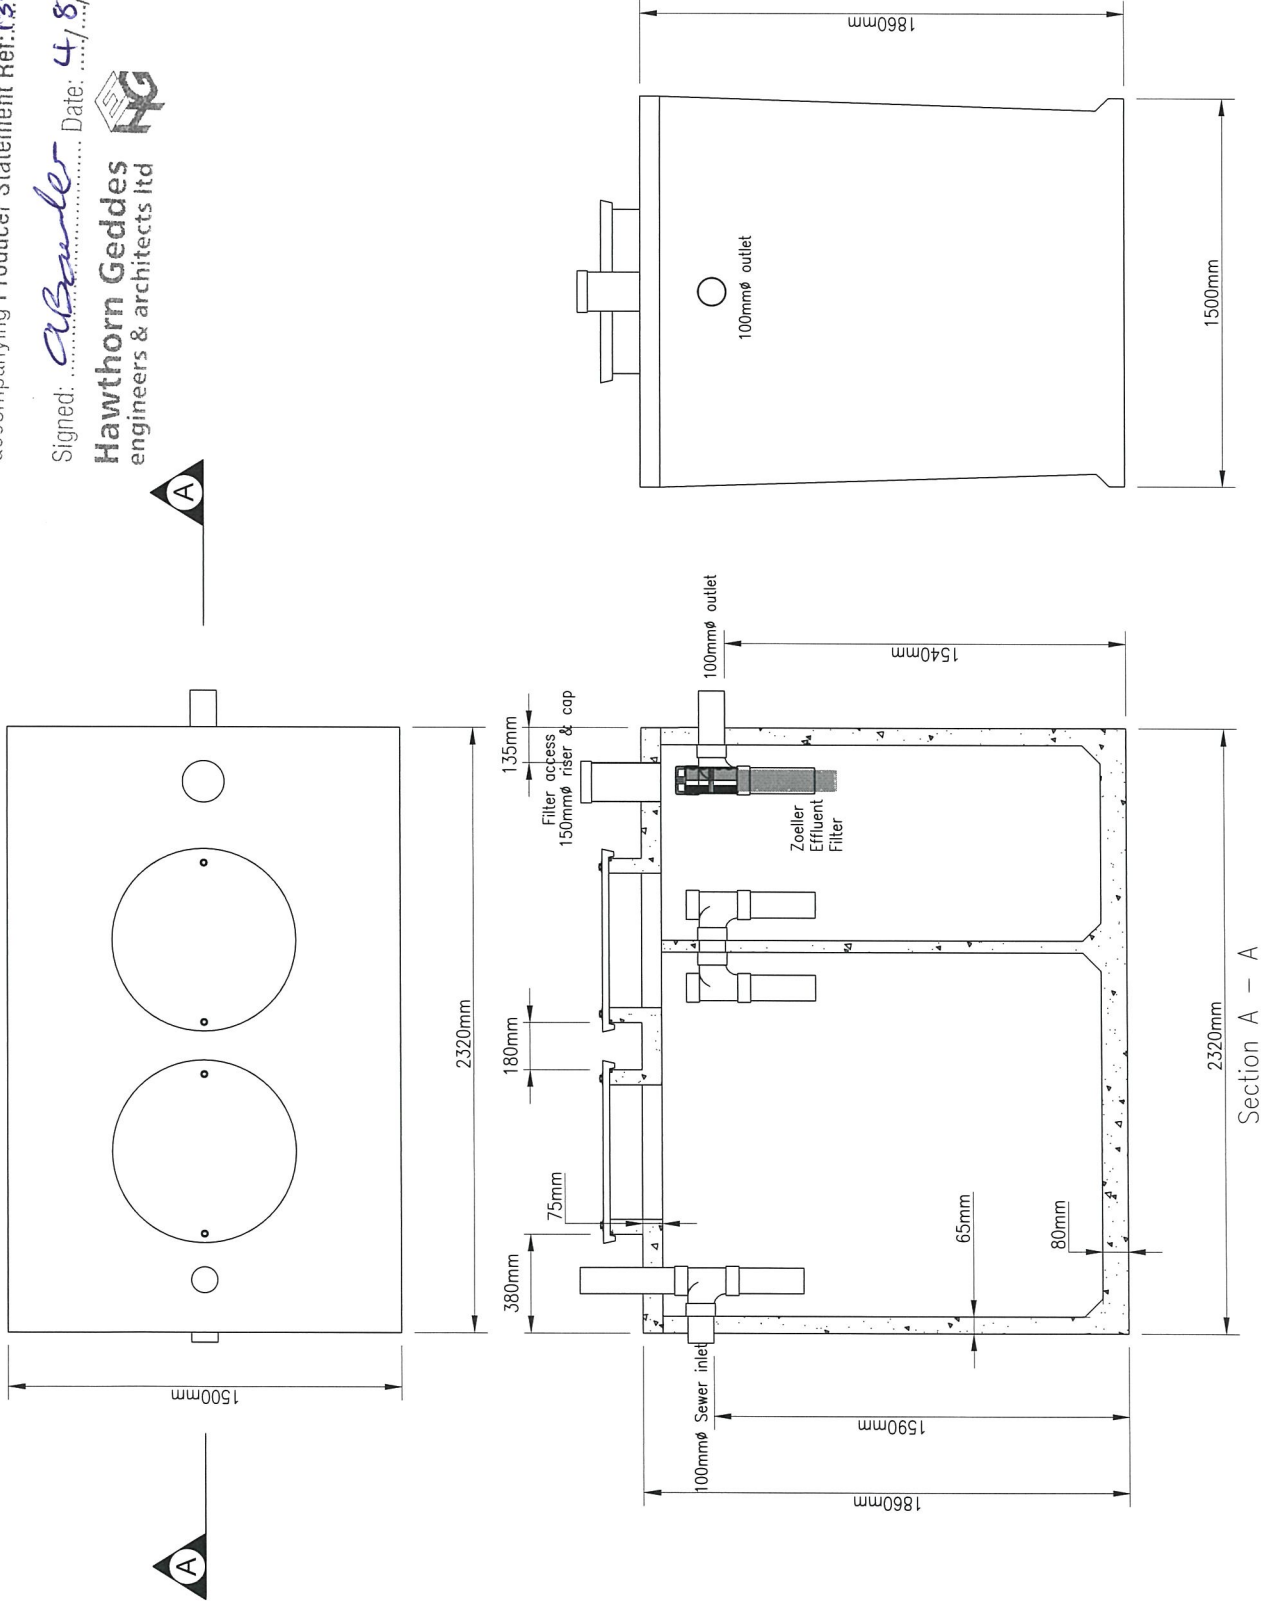 accompanying Producer Statement Ref:
Signed: Date: 4/8/
Hawthorn Geddes
engineers & architects ltd
HG
A
A
1500mm
2320mm
380mm
75mm
180mm
135mm
Filter access
150mmø riser & cap
100mmø outlet
100mmø Sewer inlet
Zoeller
Effluent
Filter
65mm
80mm
1860mm
1590mm
1540mm
2320mm
Section A - A
100mmø outlet
1860mm
1500mm